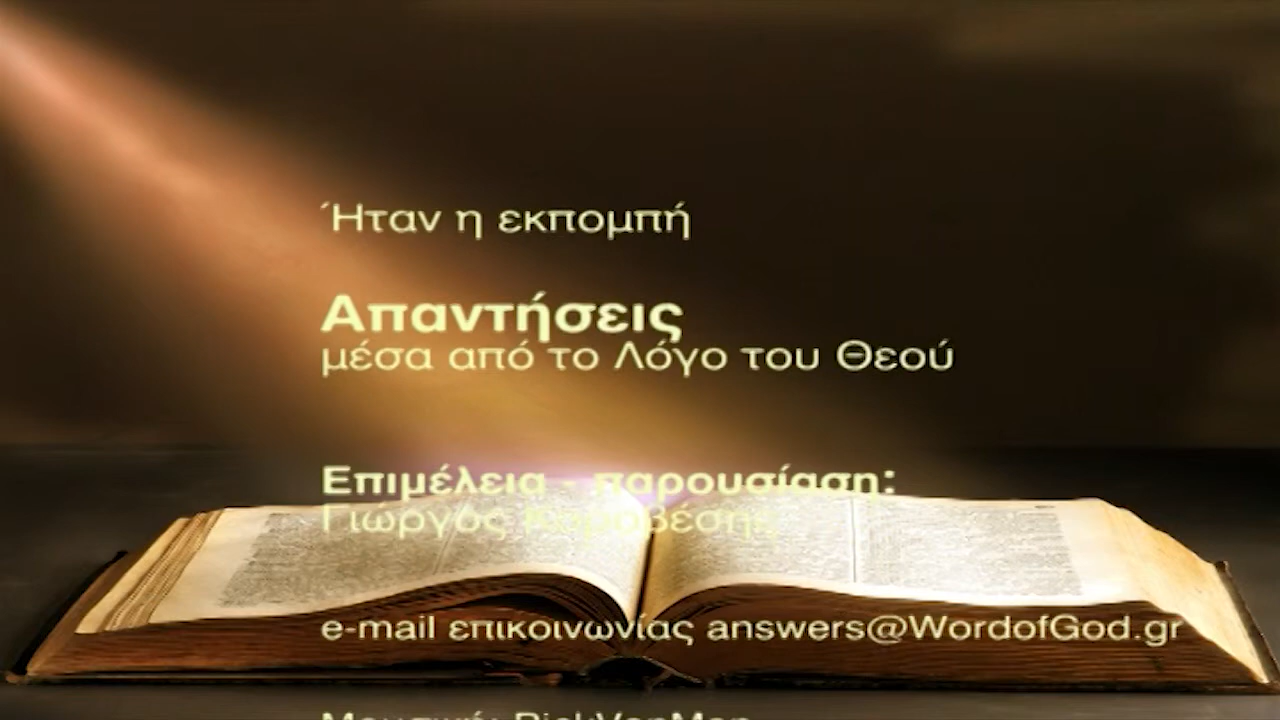 Ήταν η εκπομπή
Απαντήσεις
μέσα από το Λόγο του Θεού
Επιμέλεια - παρουσίαση:
Γιώργος
e-mail επικοινωνίας answers@WordofGod.gr